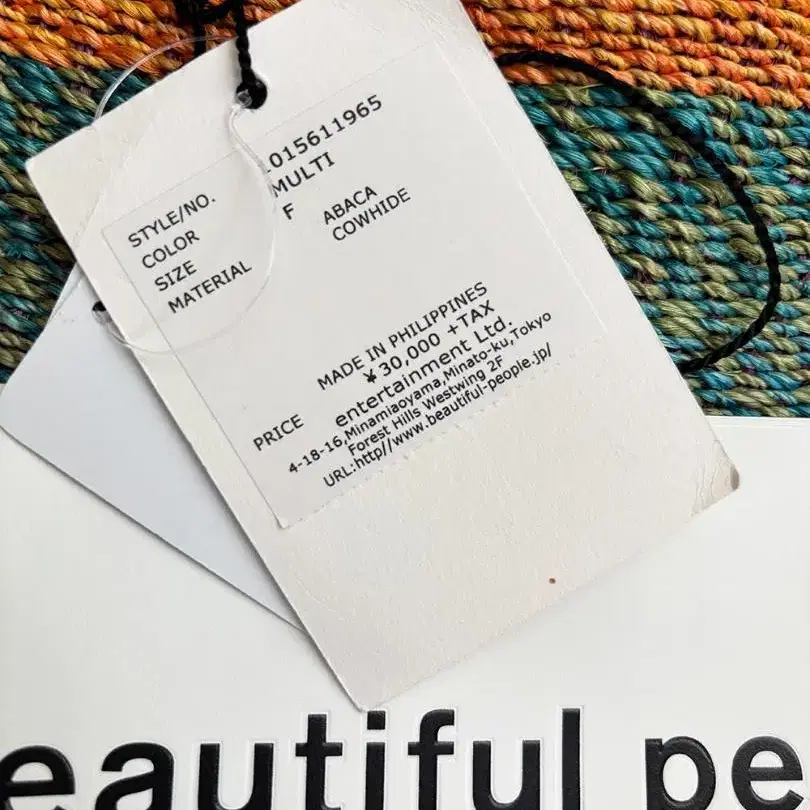 STYLE/NO. 1015611965
COLOR MULTI
SIZE F
MATERIAL ABACA
COWHIDE
MADE IN PHILIPPINES
PRICE ¥30,000 +TAX
entertainment Ltd.
4-18-16,Minamiaoyama,Minato-ku,Tokyo
Forest Hills Westwing 2F
URL:http//www.beautiful-people.jp/
eautiful pe